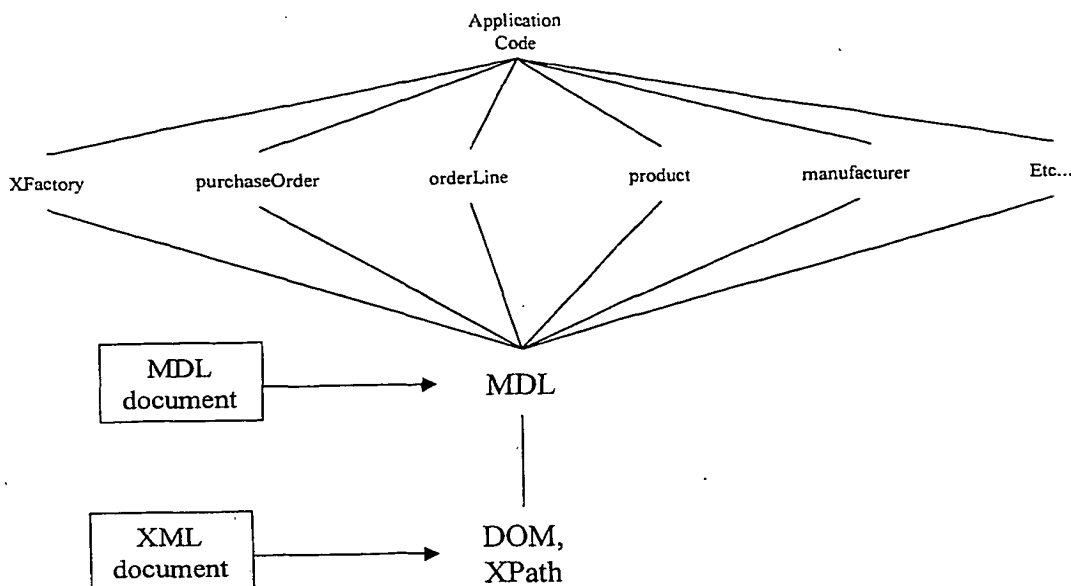 Application
Code
XFactory
purchaseOrder
orderLine
product
manufacturer
Etc...
MDL
document
MDL
XML
document
DOM,
XPath